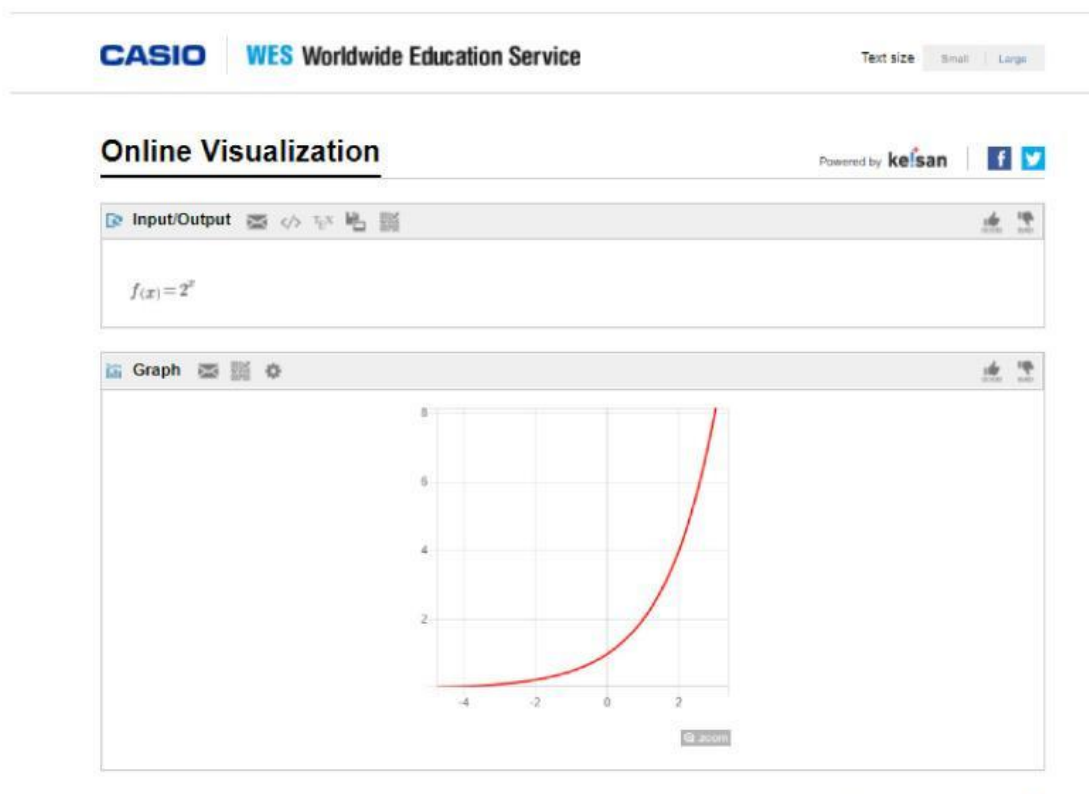 CASIO WES Worldwide Education Service Text size Small Large
Online Visualization
Powered by keisan
Input/Output </> TEX
f(x)=2^x
Graph
8
6
4
2
-4 -2 0 2
zoom